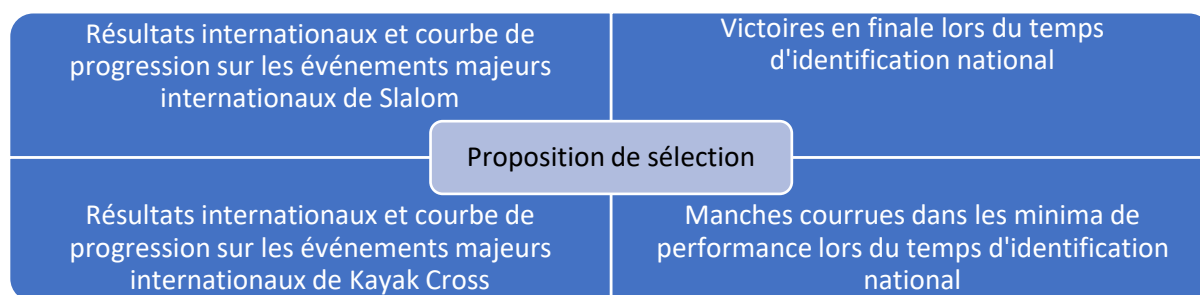 Résultats internationaux et courbe de
progression sur les événements majeurs
internationaux de Slalom
Victoires en finale lors du temps
d'identification national
Proposition de sélection
Résultats internationaux et courbe de
progression sur les événements majeurs
internationaux de Kayak Cross
Manches courrues dans les minima de
performance lors du temps d'identification
national